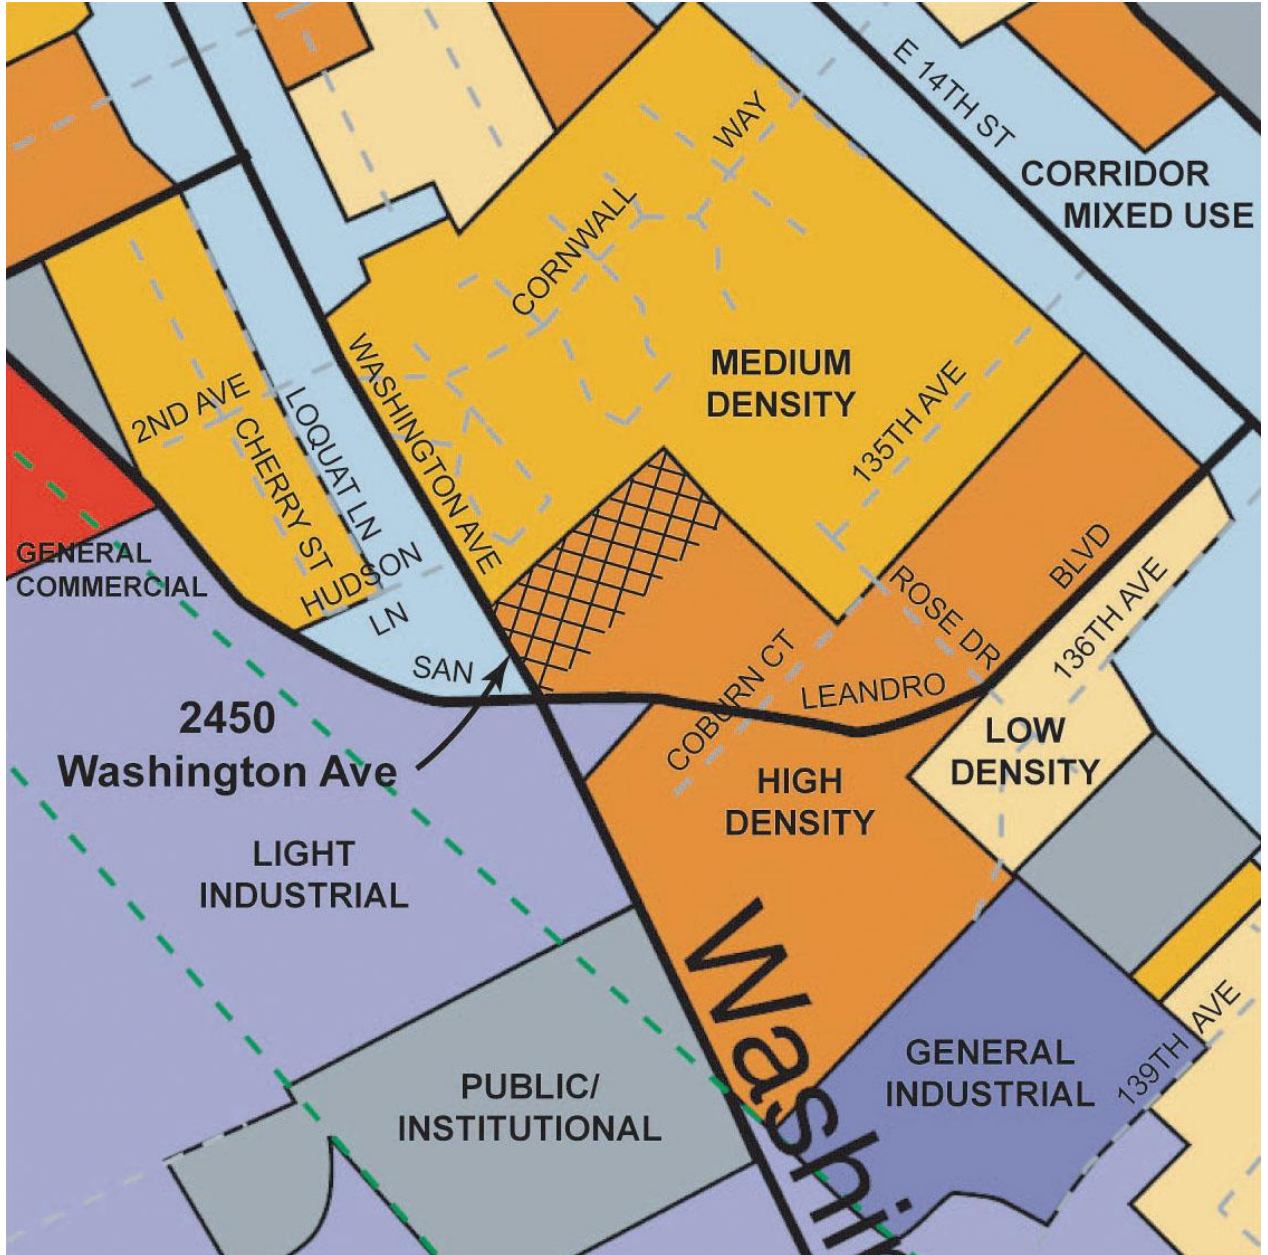 E 14TH ST
CORRIDOR
MIXED USE
CORNWALL
WAY
WASHINGTON AVE
MEDIUM
DENSITY
135TH AVE
2ND AVE
LOQUAT LN
CHERRY ST
GENERAL
COMMERCIAL
HUDSON
LN
SAN
LEANDRO
BLVD
ROSE DR
136TH AVE
COBURN CT
2450
Washington Ave
LOW
DENSITY
HIGH
DENSITY
LIGHT
INDUSTRIAL
Washin
GENERAL
INDUSTRIAL
139TH AVE
PUBLIC/
INSTITUTIONAL